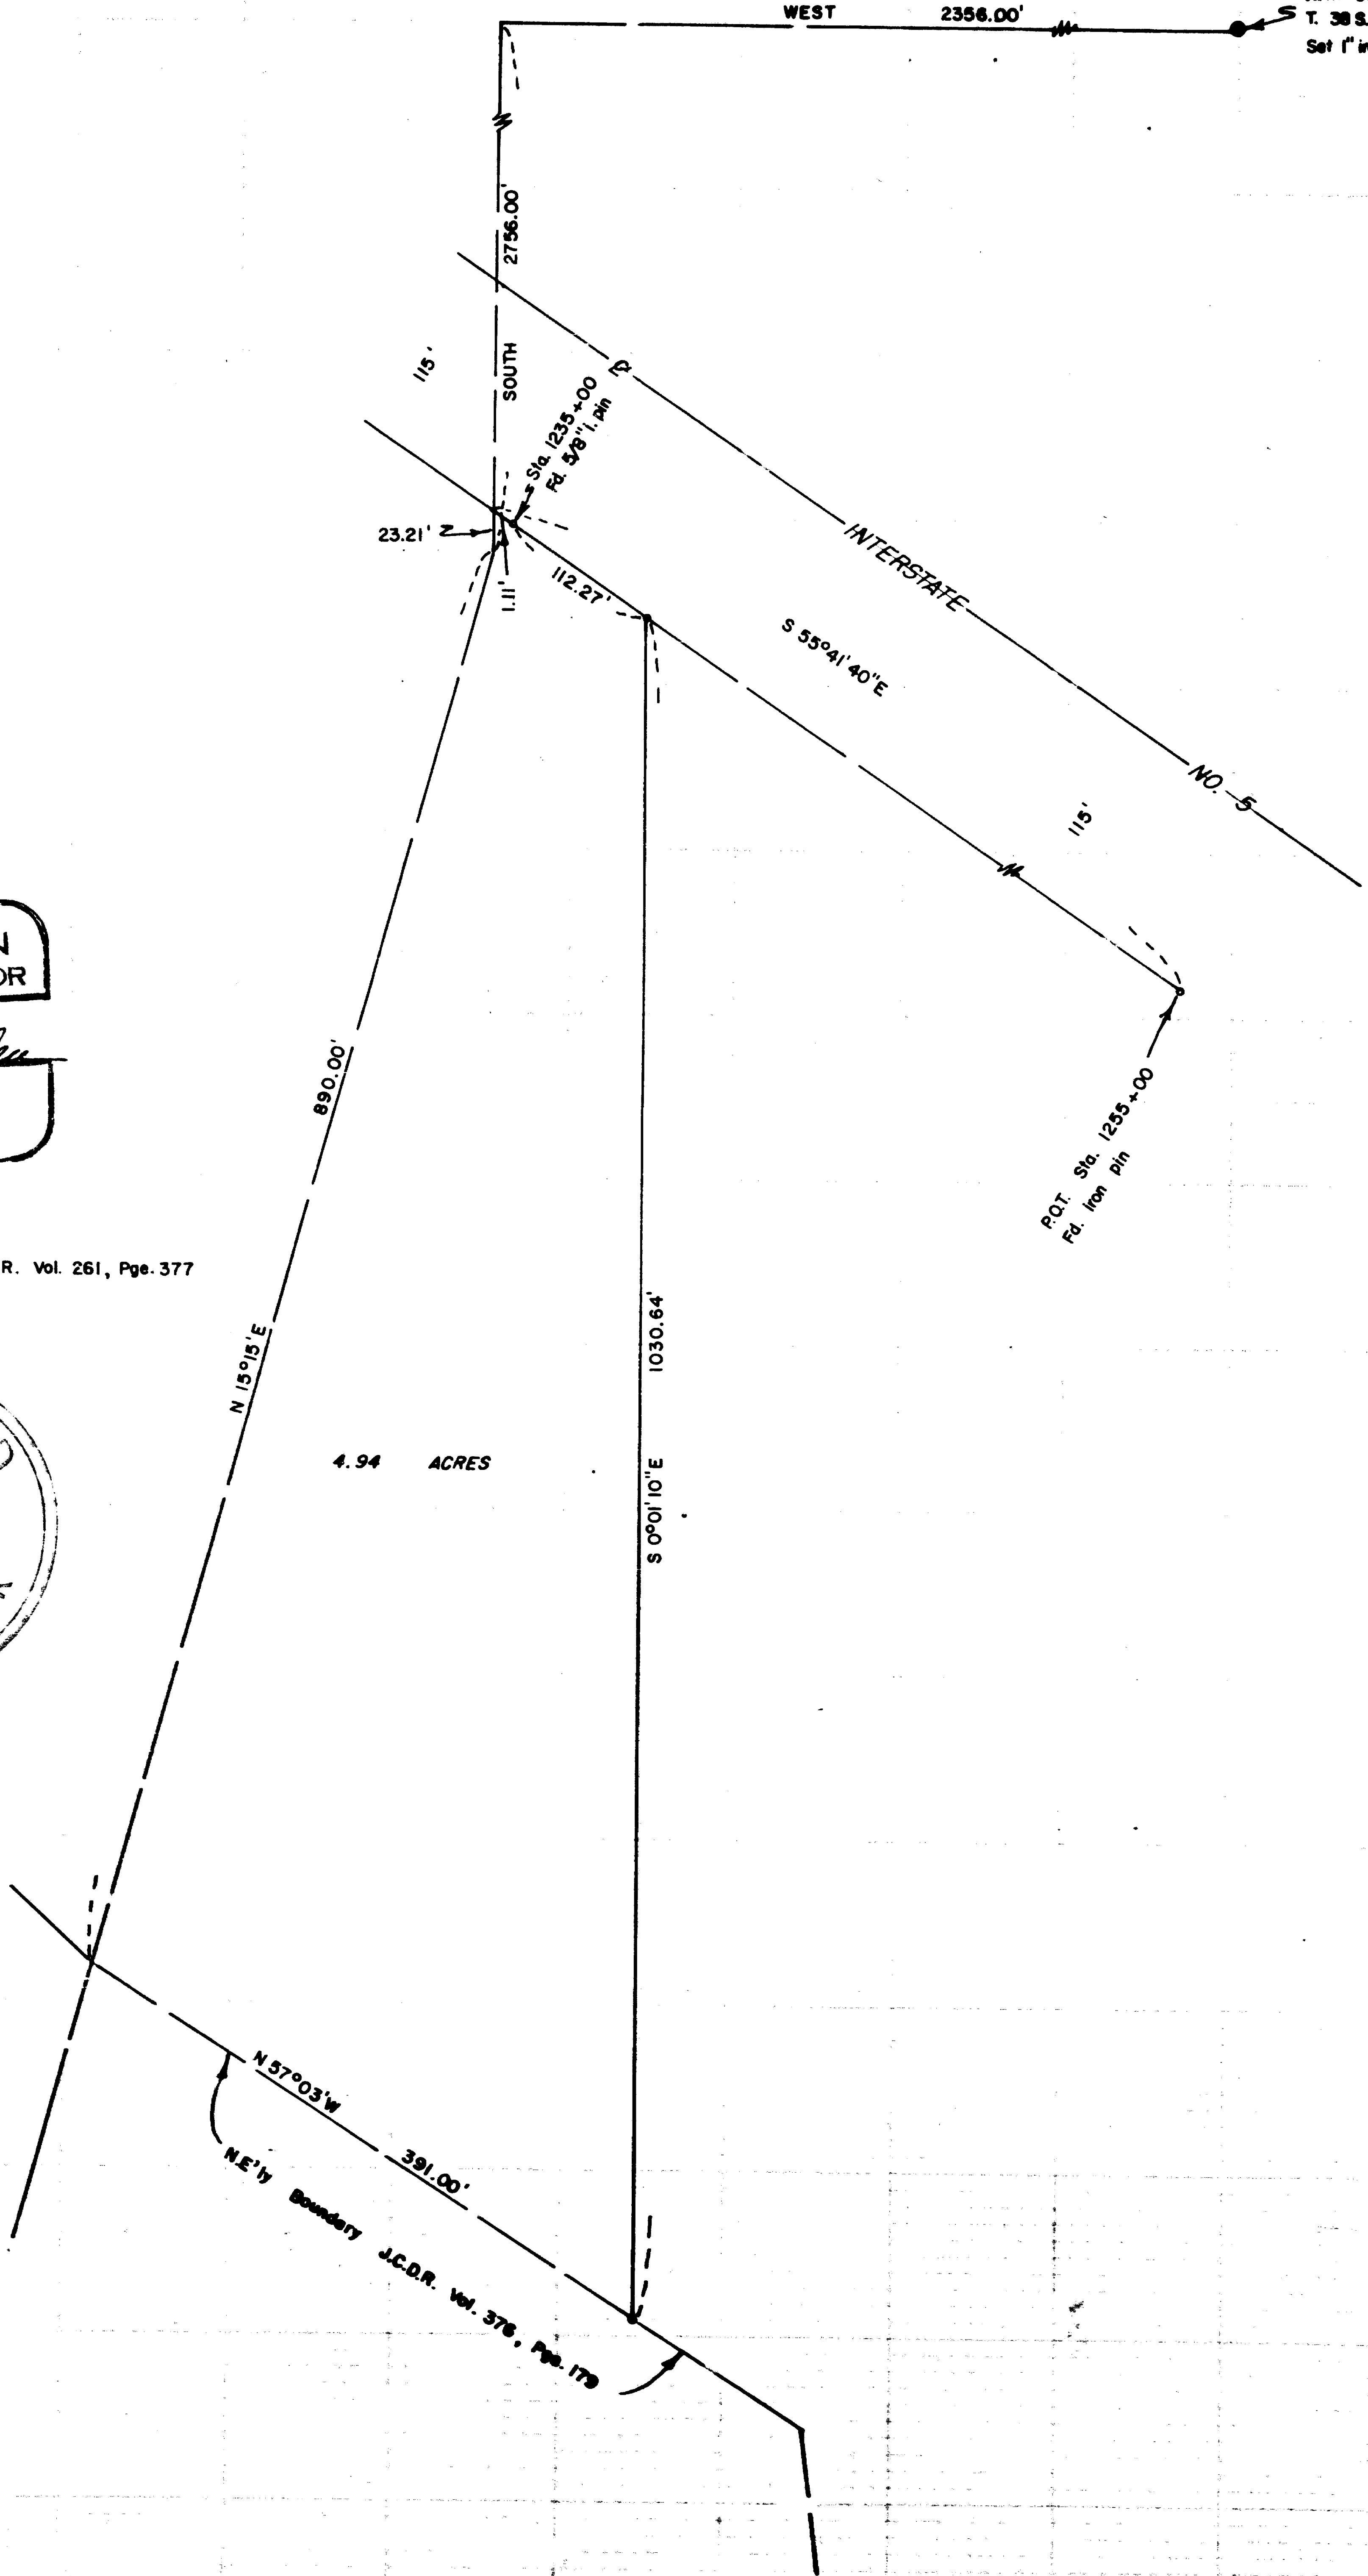 WEST 2356.00'
T. 38 S.
Set 1" ir
2756.00'
SOUTH
115'
Sta. 1235+00
Fd. 5/8" I. pin
23.21'
1.11'
112.27'
INTERSTATE NO. 5
S 55°41'40"E
115'
N
OR
890.00'
P.O.T. Sta. 1255+00
Fd. Iron pin
R. Vol. 261, Pge. 377
1030.64'
N 15°15'E
4.94 ACRES
S 0°01'10"E
N 57°03'W
391.00'
N.E'ly Boundary J.C.D.R. Vol. 376, Pge. 179